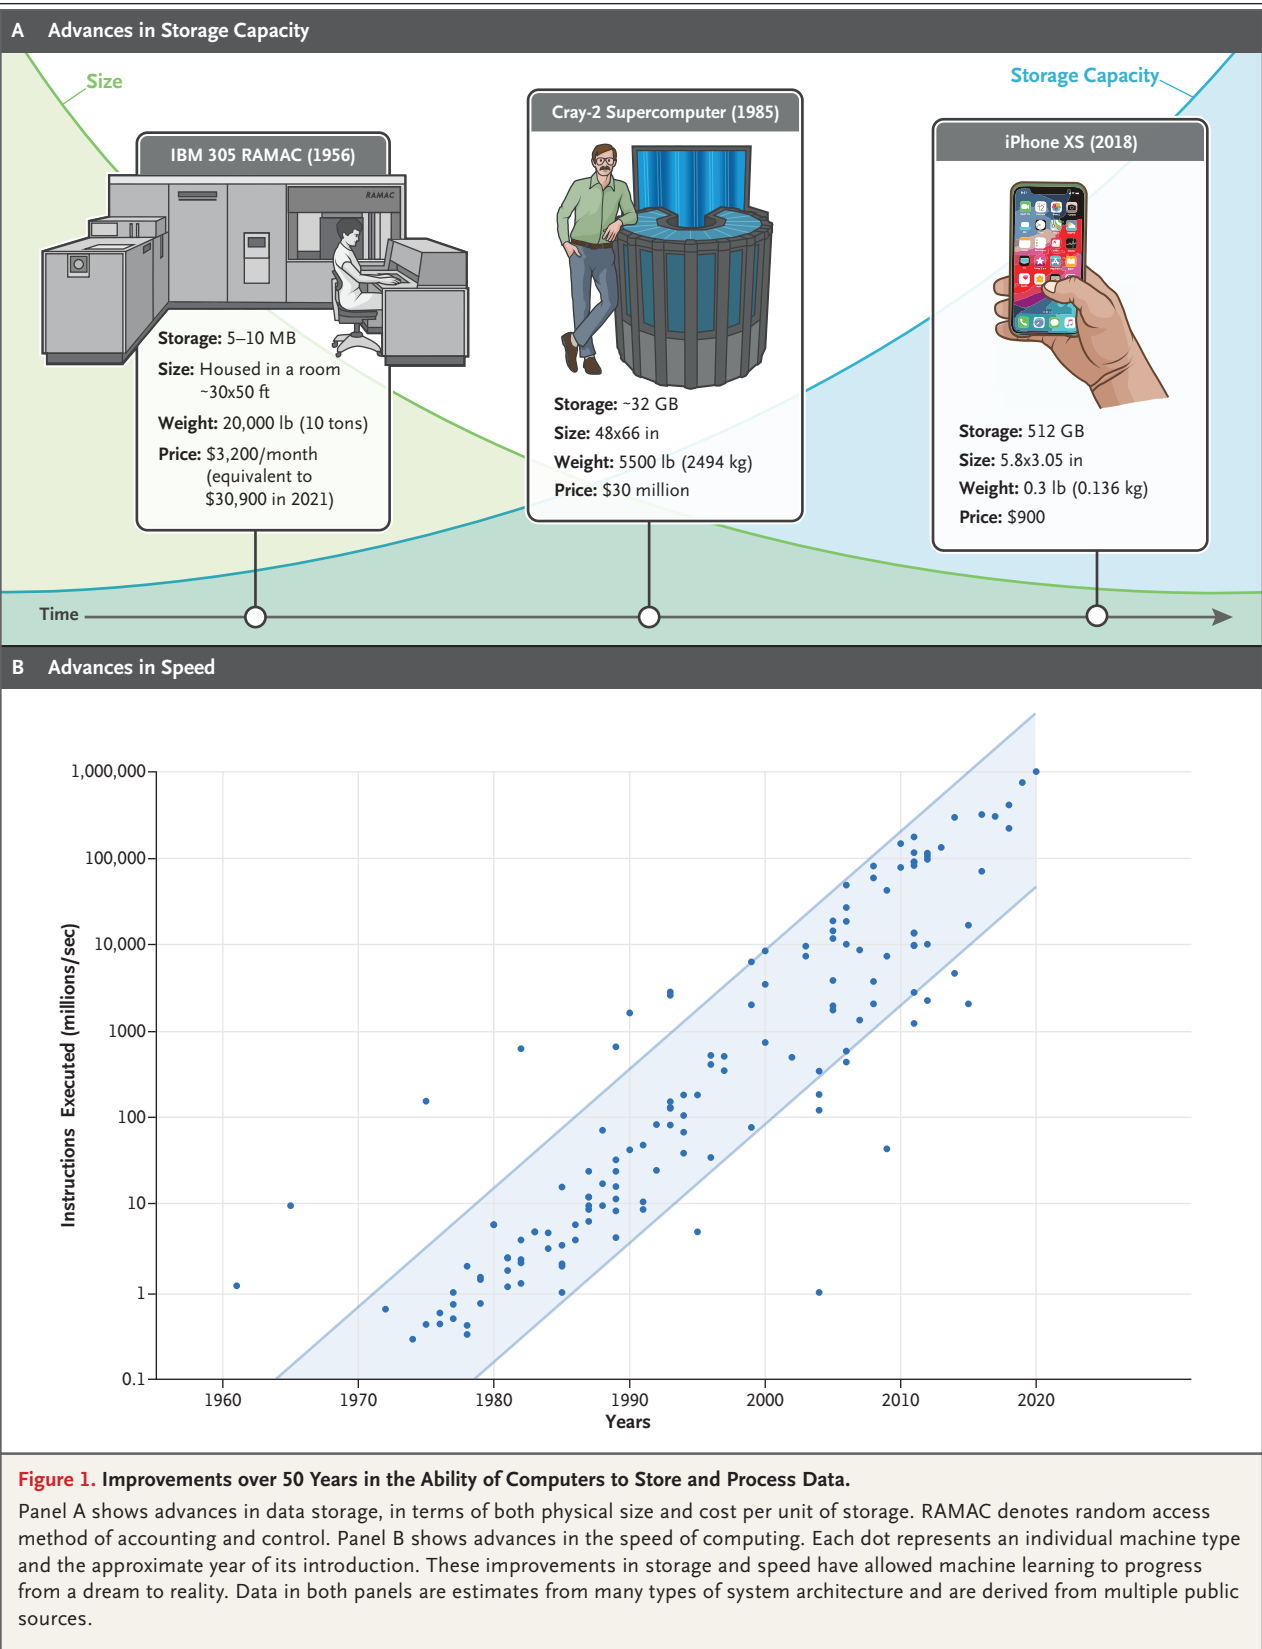 A Advances in Storage Capacity
Size
Storage Capacity
IBM 305 RAMAC (1956)
RAMAC
Storage: 5–10 MB
Size: Housed in a room
~30x50 ft
Weight: 20,000 lb (10 tons)
Price: $3,200/month
(equivalent to
$30,900 in 2021)
Cray-2 Supercomputer (1985)
Storage: ~32 GB
Size: 48x66 in
Weight: 5500 lb (2494 kg)
Price: $30 million
iPhone XS (2018)
Storage: 512 GB
Size: 5.8x3.05 in
Weight: 0.3 lb (0.136 kg)
Price: $900
Time
B Advances in Speed
Instructions Executed (millions/sec)
1,000,000
100,000
10,000
1000
100
10
1
0.1
1960
1970
1980
1990
2000
2010
2020
Years
Figure 1. Improvements over 50 Years in the Ability of Computers to Store and Process Data.
Panel A shows advances in data storage, in terms of both physical size and cost per unit of storage. RAMAC denotes random access
method of accounting and control. Panel B shows advances in the speed of computing. Each dot represents an individual machine type
and the approximate year of its introduction. These improvements in storage and speed have allowed machine learning to progress
from a dream to reality. Data in both panels are estimates from many types of system architecture and are derived from multiple public
sources.